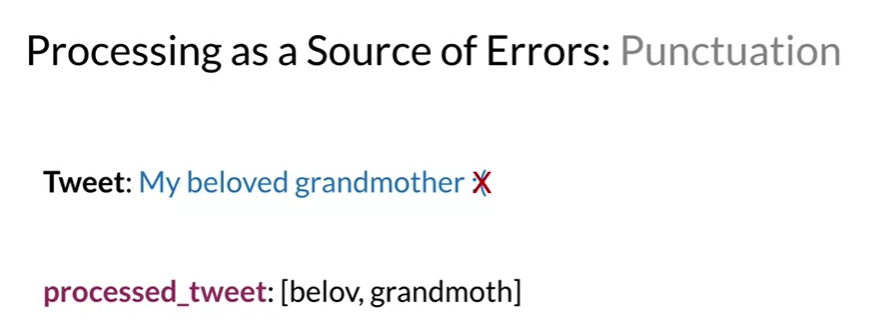 Processing as a Source of Errors: Punctuation
Tweet: My beloved grandmother :(
processed_tweet: [belov, grandmoth]